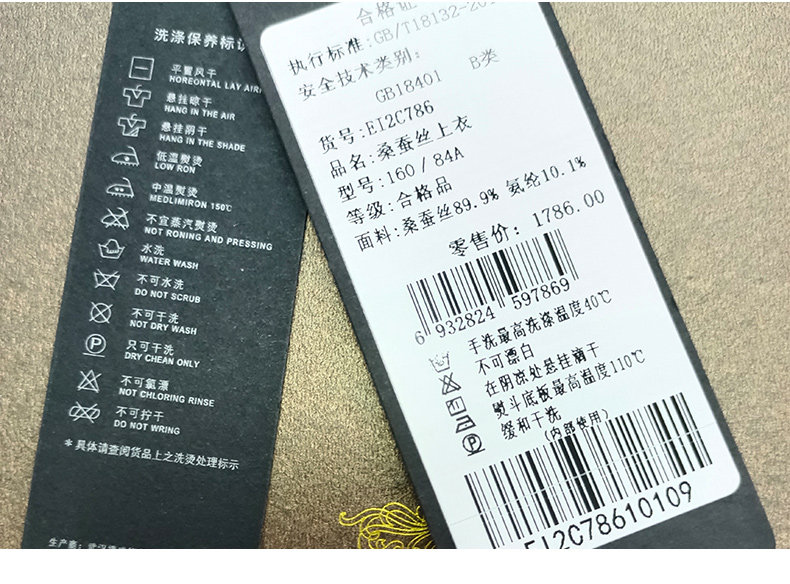 洗涤保养标识
平置风干
HOREONTAL LAY AIRI
悬挂晾干
HANG IN THE AIR
悬挂阴干
HANG IN THE SHADE
低温熨烫
LOW RON
中温熨烫
MEDLIMIRON 150℃
不宜蒸汽熨烫
NOT RONING AND PRESSING
水洗
WATER WASH
不可水洗
DO NOT SCRUB
不可干洗
NOT DRY WASH
只可干洗
DRY CHEAN ONLY
不可氯漂
NOT CHLORING RINSE
不可拧干
DO NOT WRING
*具体请查阅货品上之洗烫处理标示
生产商:
合格证
执行标准:GB/T18132-20
安全技术类别:
GB18401 B类
货号:EI2C786
品名:桑蚕丝上衣
型号:160/84A
等级:合格品
面料:桑蚕丝89.9% 氨纶10.1%
零售价: 1786.00
6 932824 597869
手洗最高洗涤温度40℃
不可漂白
在阴凉处悬挂滴干
熨斗底板最高温度110℃
缓和干洗
(内部使用)
EI2C78610109